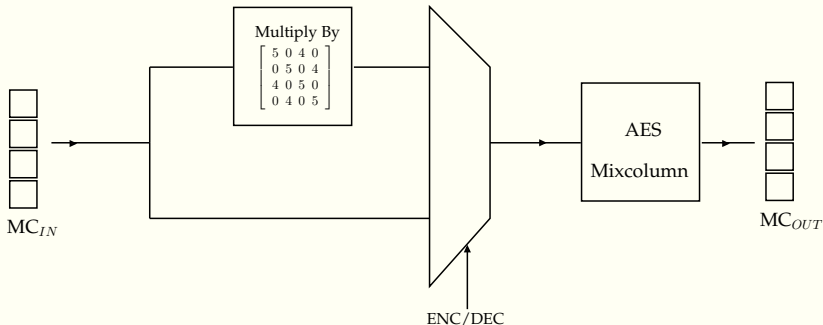 Multiply By
5 0 4 0
0 5 0 4
4 0 5 0
0 4 0 5
AES
Mixcolumn
MC_IN
MC_OUT
ENC/DEC